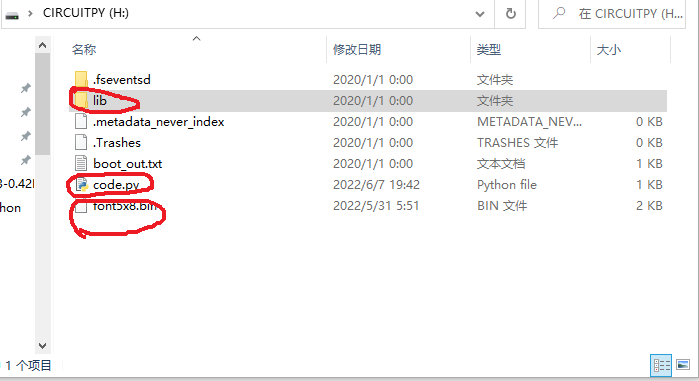 CIRCUITPY (H:)
在 CIRCUITPY (H:)...
名称 修改日期 类型 大小
.fseventsd 2020/1/1 0:00 文件夹
lib 2020/1/1 0:00 文件夹
.metadata_never_index 2020/1/1 0:00 METADATA_NEV... 0 KB
.Trashes 2020/1/1 0:00 TRASHES 文件 0 KB
boot_out.txt 2020/1/1 0:00 文本文档 1 KB
3-0.42l code.py 2022/6/7 19:42 Python file 1 KB
hon font5x8.bin 2022/5/31 5:51 BIN 文件 2 KB
1 个项目